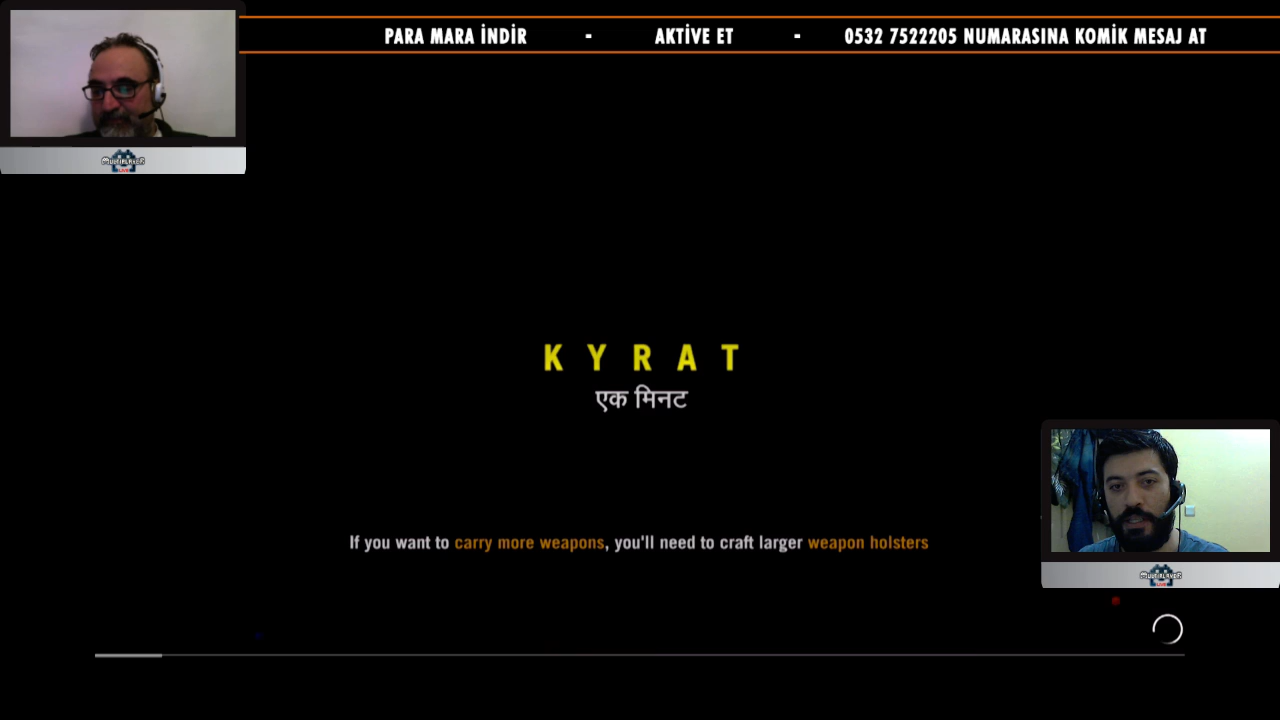 PARA MARA İNDİR - AKTİVE ET - 0532 7522205 NUMARASINA KOMİK MESAJ AT
KYRAT
एक मिनट
If you want to carry more weapons, you'll need to craft larger weapon holsters